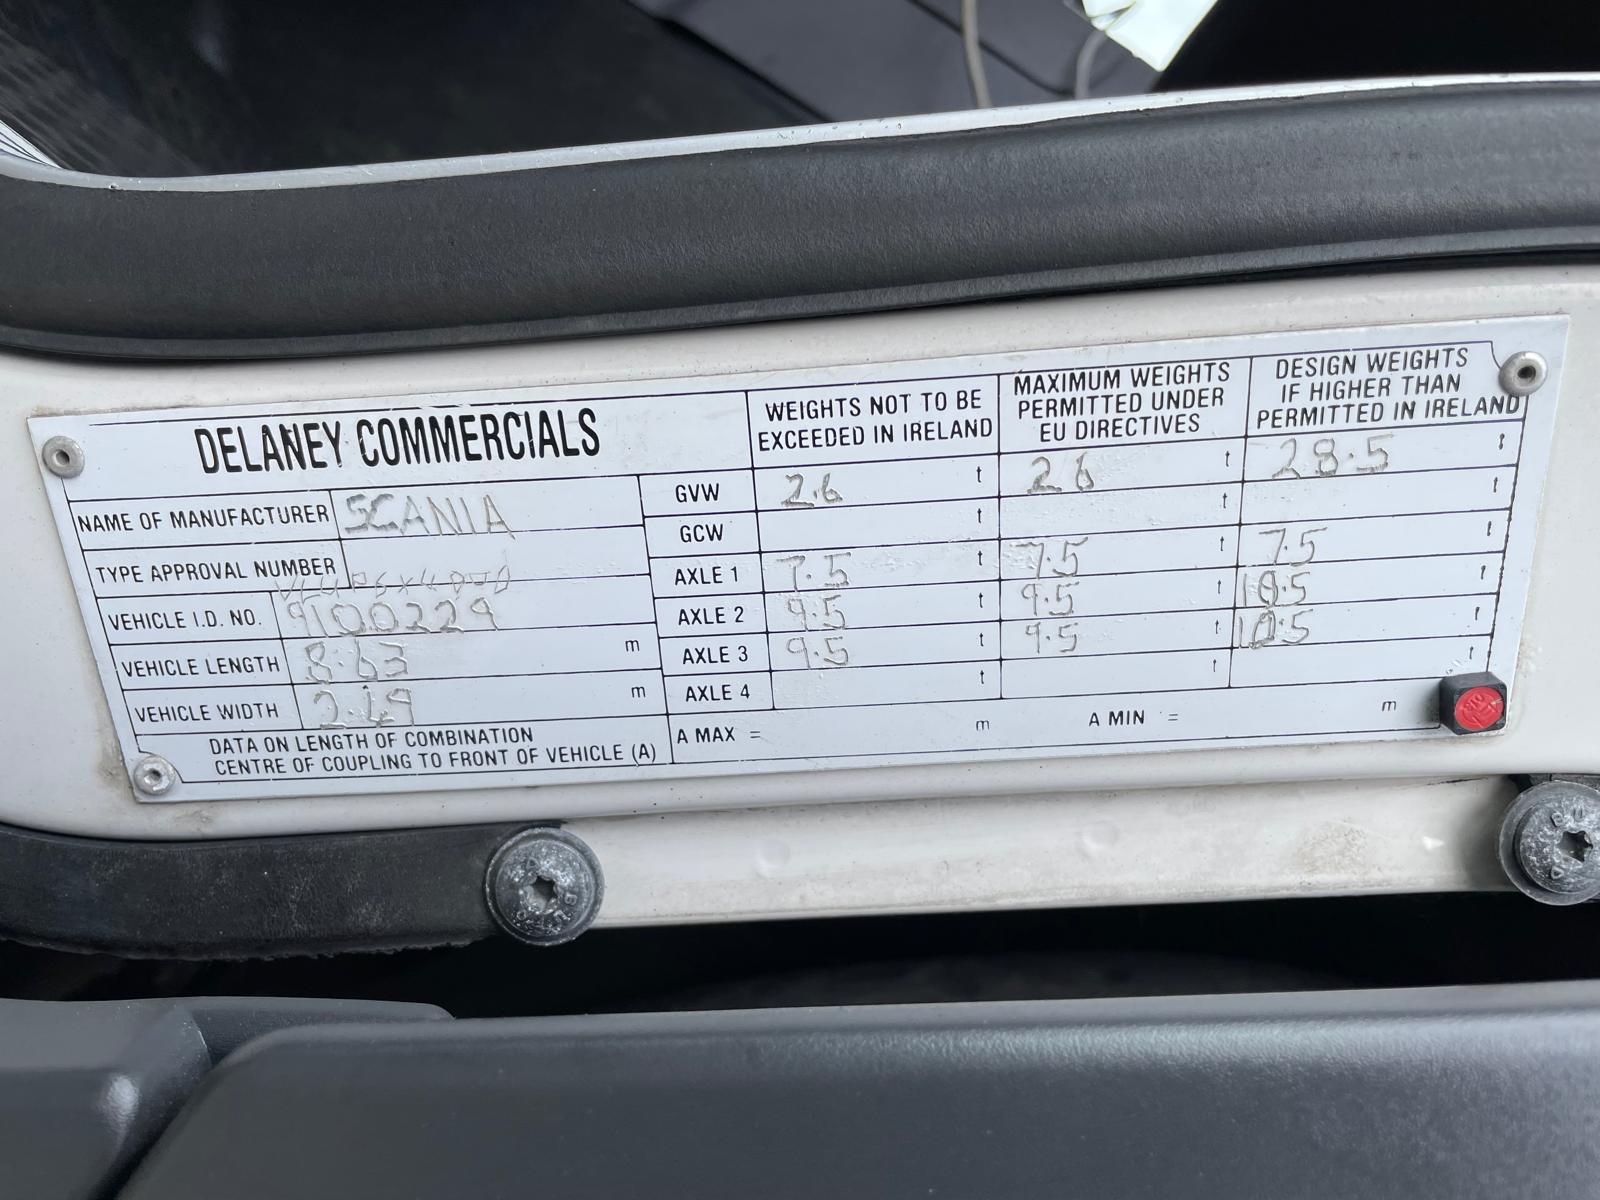 DELANEY COMMERCIALS
WEIGHTS NOT TO BE EXCEEDED IN IRELAND
MAXIMUM WEIGHTS PERMITTED UNDER EU DIRECTIVES
DESIGN WEIGHTS IF HIGHER THAN PERMITTED IN IRELAND
NAME OF MANUFACTURER SCANIA
TYPE APPROVAL NUMBER
VEHICLE I.D. NO. 9100229
VEHICLE LENGTH 8.63 m
VEHICLE WIDTH m
GVW 26 t 26 t 28.5 t
GCW t t t
AXLE 1 7.5 t 7.5 t 7.5 t
AXLE 2 9.5 t 9.5 t 10.5 t
AXLE 3 9.5 t 9.5 t 10.5 t
AXLE 4 t t t
DATA ON LENGTH OF COMBINATION
CENTRE OF COUPLING TO FRONT OF VEHICLE (A)
A MAX = m A MIN = m